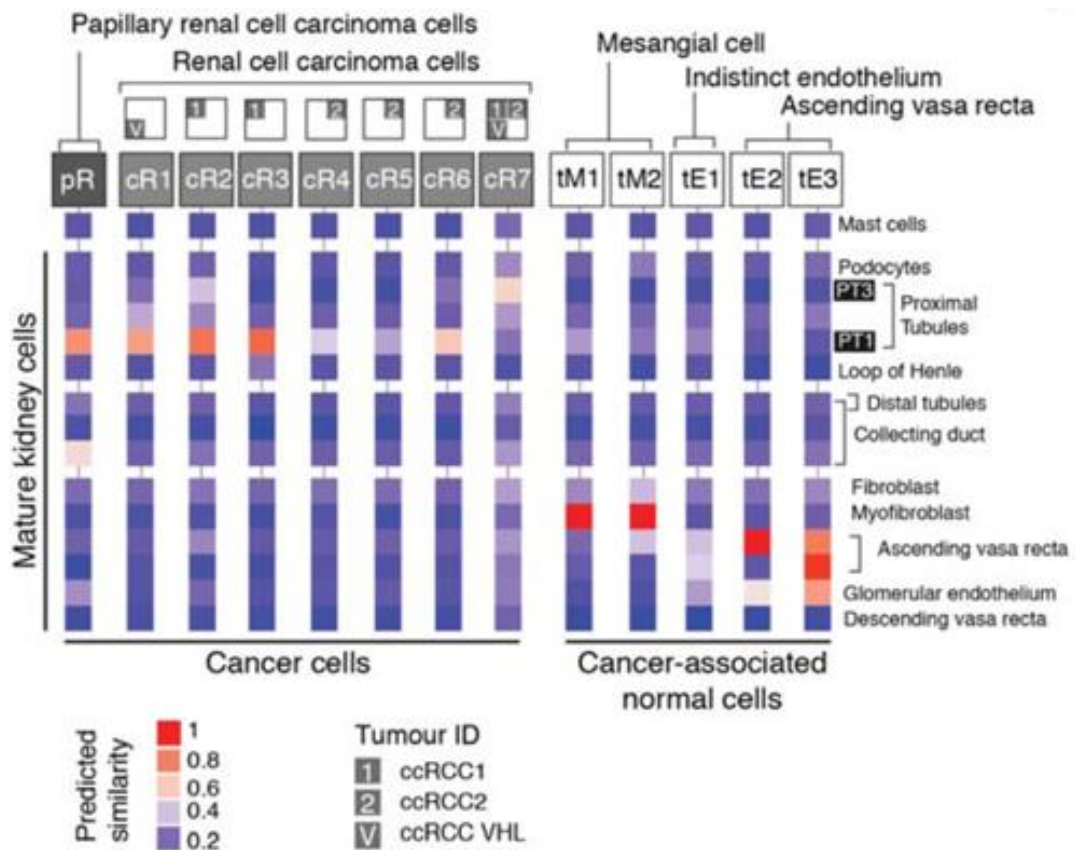 Papillary renal cell carcinoma cells
Renal cell carcinoma cells
Mesangial cell
Indistinct endothelium
Ascending vasa recta
V 1 1 2 2 2 1 2 V
pR cR1 cR2 cR3 cR4 cR5 cR6 cR7 tM1 tM2 tE1 tE2 tE3
Mast cells
Podocytes
PT3
Proximal
Tubules
PT1
Loop of Henle
Distal tubules
Collecting duct
Fibroblast
Myofibroblast
Ascending vasa recta
Glomerular endothelium
Descending vasa recta
Mature kidney cells
Cancer cells
Cancer-associated
normal cells
Predicted
similarity
1
0.8
0.6
0.4
0.2
Tumour ID
1 ccRCC1
2 ccRCC2
V ccRCC VHL